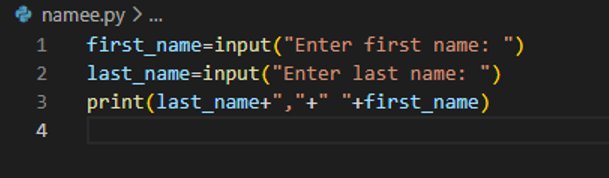 namee.py > ...
1 first_name=input("Enter first name: ")
2 last_name=input("Enter last name: ")
3 print(last_name+","+" "+first_name)
4